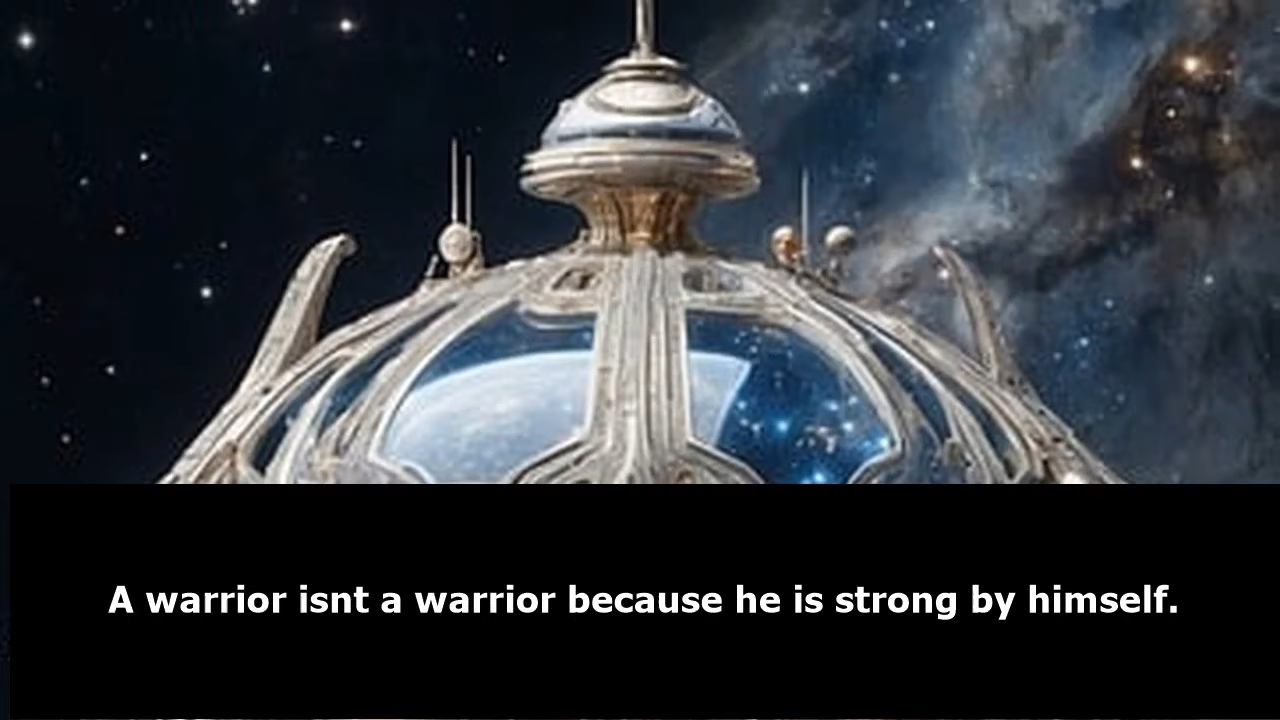 A warrior isnt a warrior because he is strong by himself.